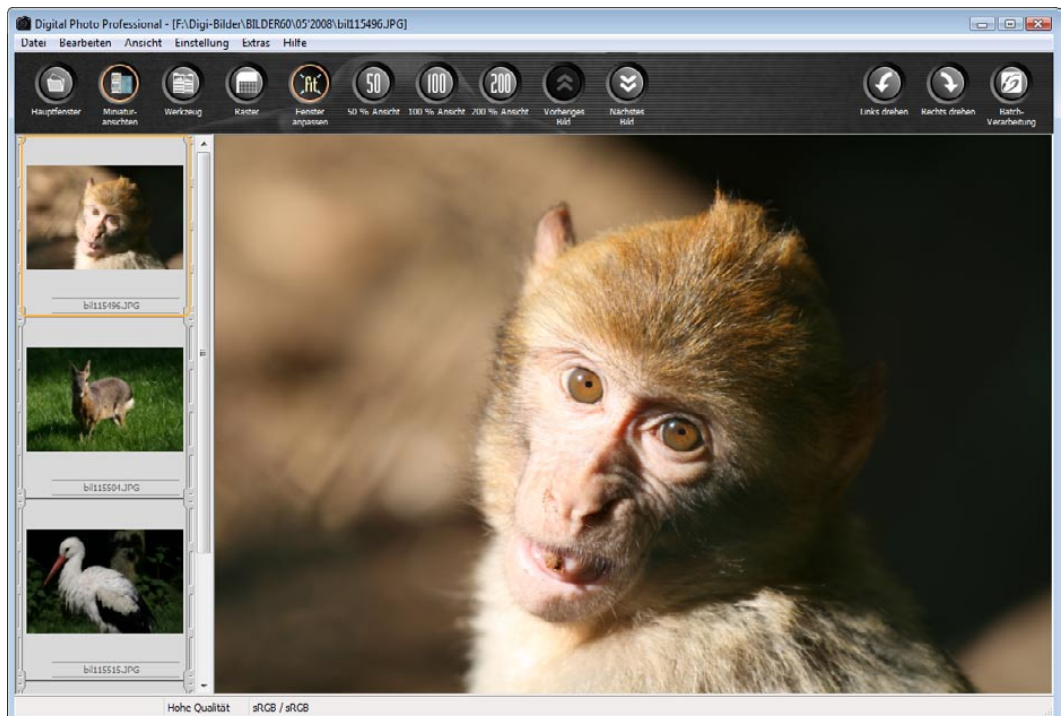 Digital Photo Professional - [F:\Digi-Bilder\BILDER60\05'2008\bil115496.JPG]
Datei Bearbeiten Ansicht Einstellung Extras Hilfe
fit 50 100 200
Hauptfenster Miniatur-ansichten Werkzeug Raster Fenster anpassen 50 % Ansicht 100 % Ansicht 200 % Ansicht Vorheriges Bild Nächstes Bild Links drehen Rechts drehen Batch-Verarbeitung
bil115496.JPG
bil115504.JPG
bil115515.JPG
Hohe Qualität sRGB / sRGB